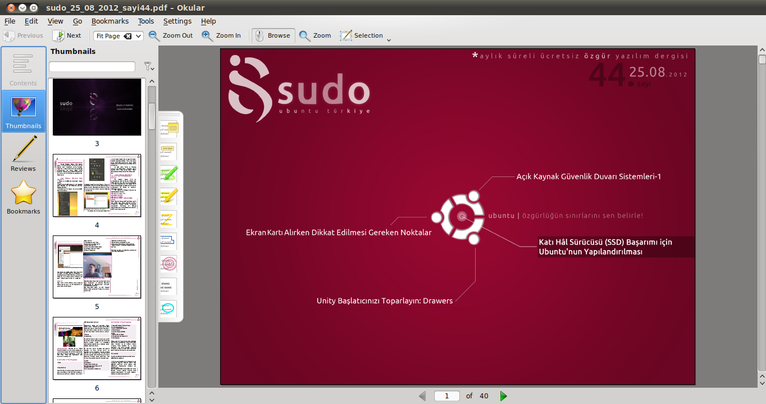 sudo_25_08_2012_sayi44.pdf – Okular
File Edit View Go Bookmarks Tools Settings Help
Previous Next Fit Page Zoom Out Zoom In Browse Zoom Selection
Contents
Thumbnails
Reviews
Bookmarks
Thumbnails
sudo
3
4
5
6
*aylık süreli ücretsiz özgür yazılım dergisi
44.
25.08.2012
sudo
ubuntu türkiye
Açık Kaynak Güvenlik Duvarı Sistemleri-1
ubuntu | özgürlüğün sınırlarını sen belirle!
Ekran Kartı Alırken Dikkat Edilmesi Gereken Noktalar
Katı Hâl Sürücüsü (SSD) Başarımı için
Ubuntu'nun Yapılandırılması
Unity Başlatıcınızı Toparlayın: Drawers
1 of 40